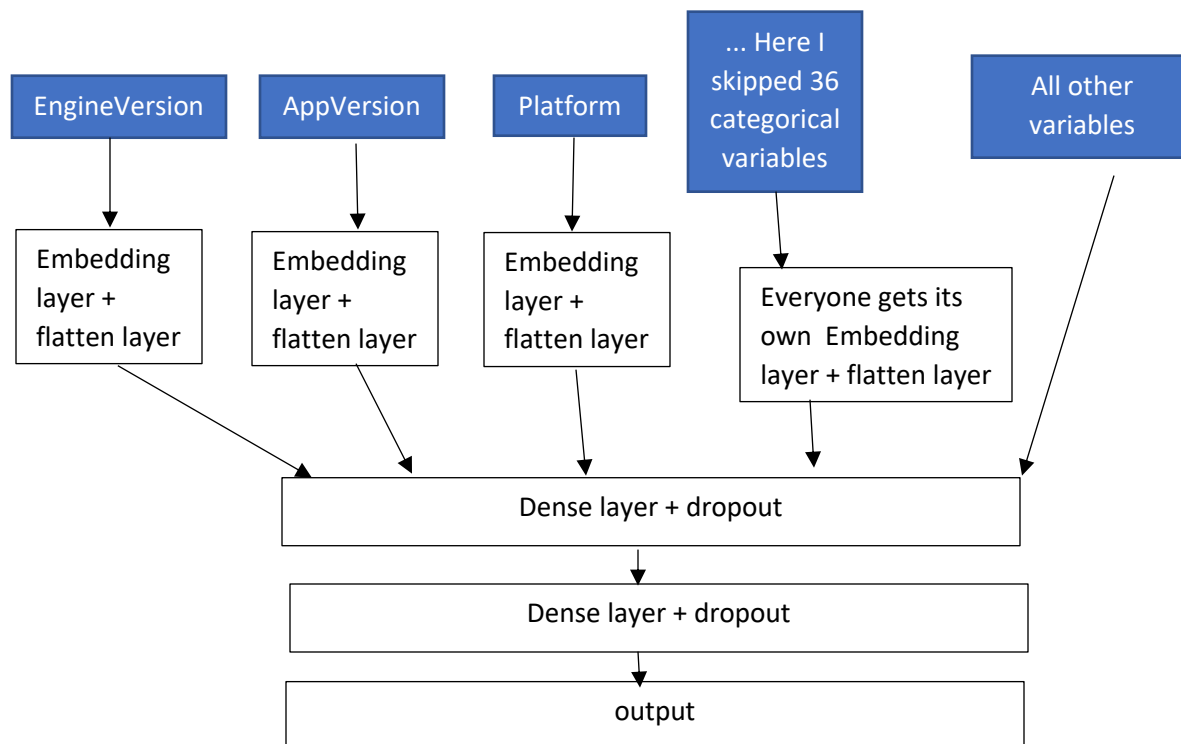 EngineVersion
AppVersion
Platform
... Here I
skipped 36
categorical
variables
All other
variables
Embedding
layer +
flatten layer
Embedding
layer +
flatten layer
Embedding
layer +
flatten layer
Everyone gets its
own Embedding
layer + flatten layer
Dense layer + dropout
Dense layer + dropout
output